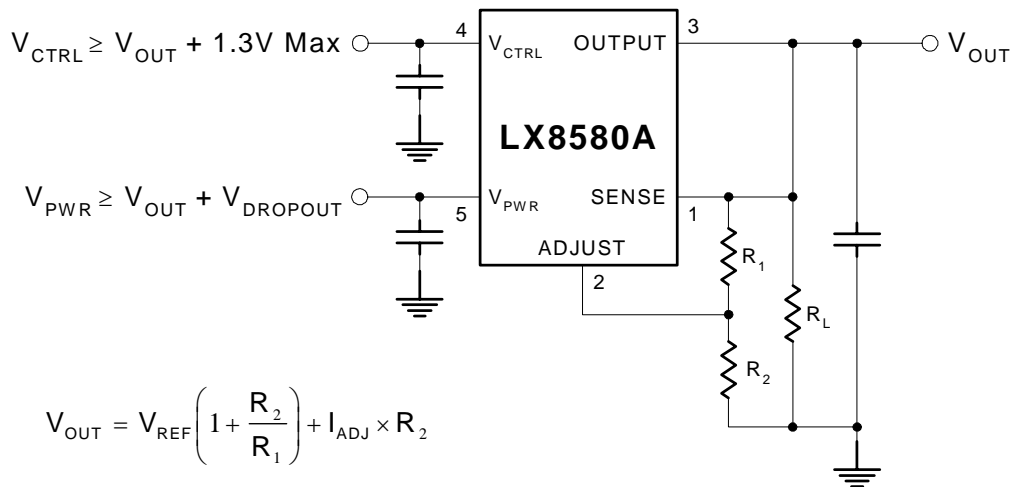 V_CTRL ≥ V_OUT + 1.3V Max
4
V_CTRL
OUTPUT
3
V_OUT
LX8580A
V_PWR ≥ V_OUT + V_DROPOUT
5
V_PWR
SENSE
1
ADJUST
2
R_1
R_L
R_2
V_OUT = V_REF (1 + R_2 / R_1) + I_ADJ × R_2